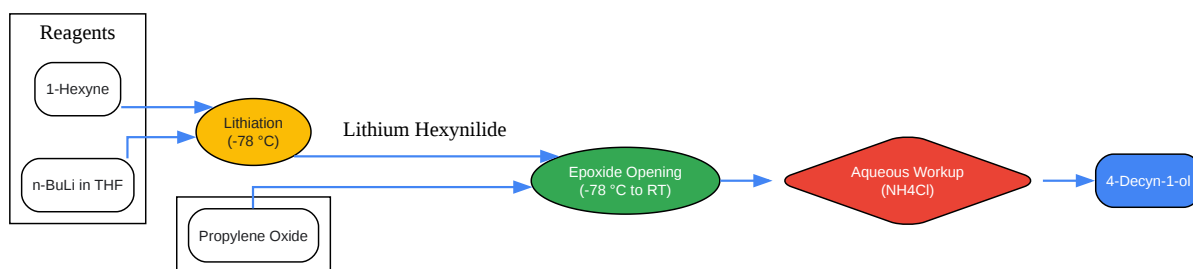 Reagents
1-Hexyne
n-BuLi in THF
Lithiation
(-78 °C)
Lithium Hexynilide
Propylene Oxide
Epoxide Opening
(-78 °C to RT)
Aqueous Workup
(NH4Cl)
4-Decyn-1-ol